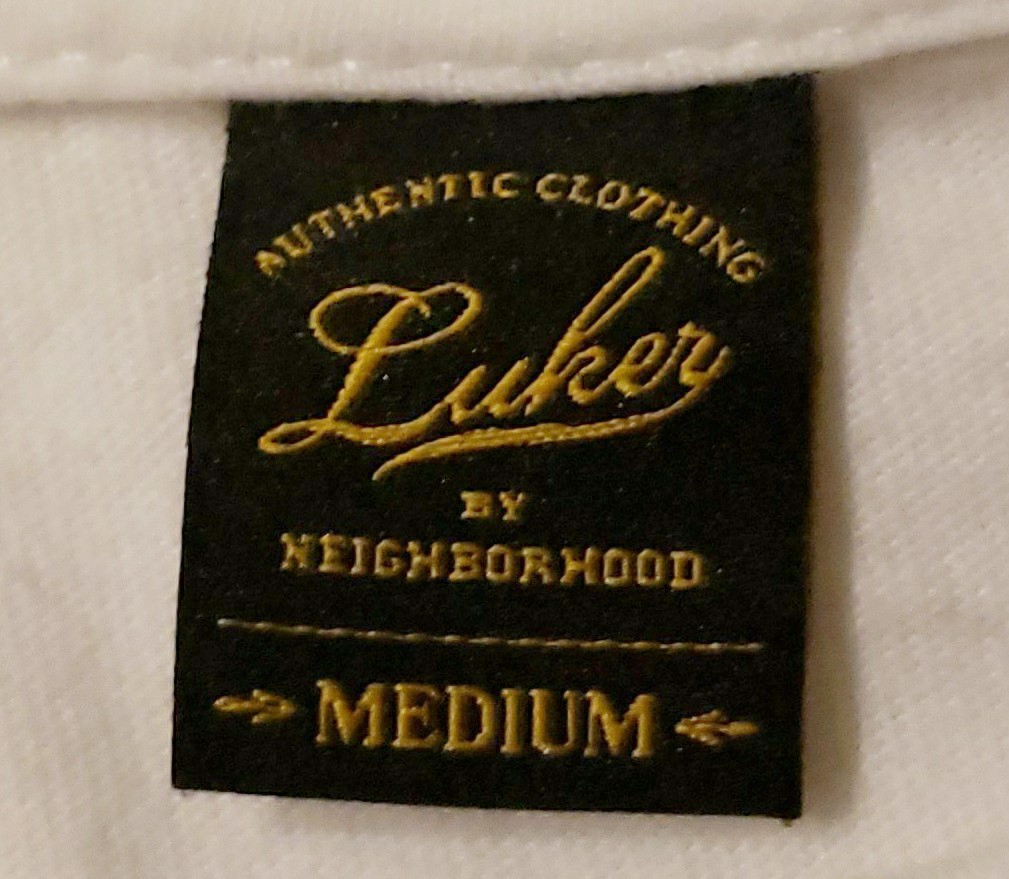 AUTHENTIC CLOTHING
Luker
BY
NEIGHBORHOOD
MEDIUM